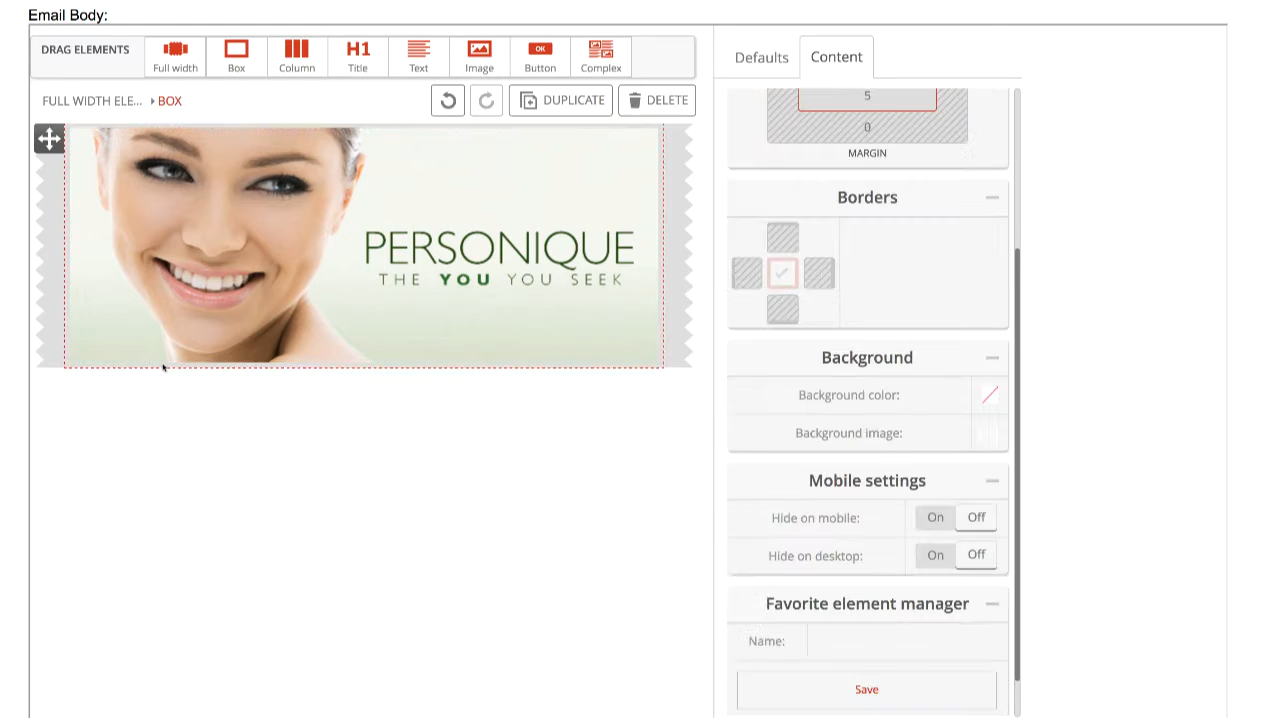 Email Body:
DRAG ELEMENTS
Full width
Box
Column
H1
Title
Text
Image
OK
Button
Complex
FULL WIDTH ELE... BOX
DUPLICATE
DELETE
PERSONIQUE
THE YOU YOU SEEK
Defaults
Content
5
0
MARGIN
Borders
Background
Background color:
Background image:
Mobile settings
Hide on mobile: On Off
Hide on desktop: On Off
Favorite element manager
Name:
Save